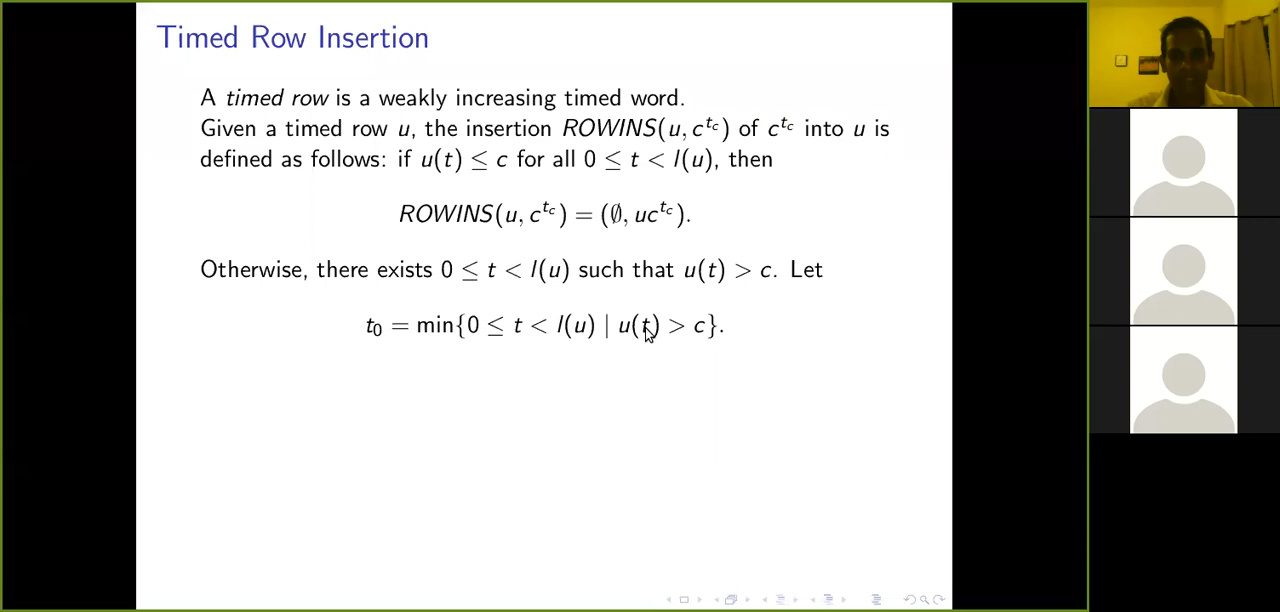 Timed Row Insertion
A timed row is a weakly increasing timed word.
Given a timed row u, the insertion ROWINS(u, c^{t_c}) of c^{t_c} into u is
defined as follows: if u(t) ≤ c for all 0 ≤ t < l(u), then
ROWINS(u, c^{t_c}) = (∅, uc^{t_c}).
Otherwise, there exists 0 ≤ t < l(u) such that u(t) > c. Let
t_0 = min{0 ≤ t < l(u) | u(t) > c}.